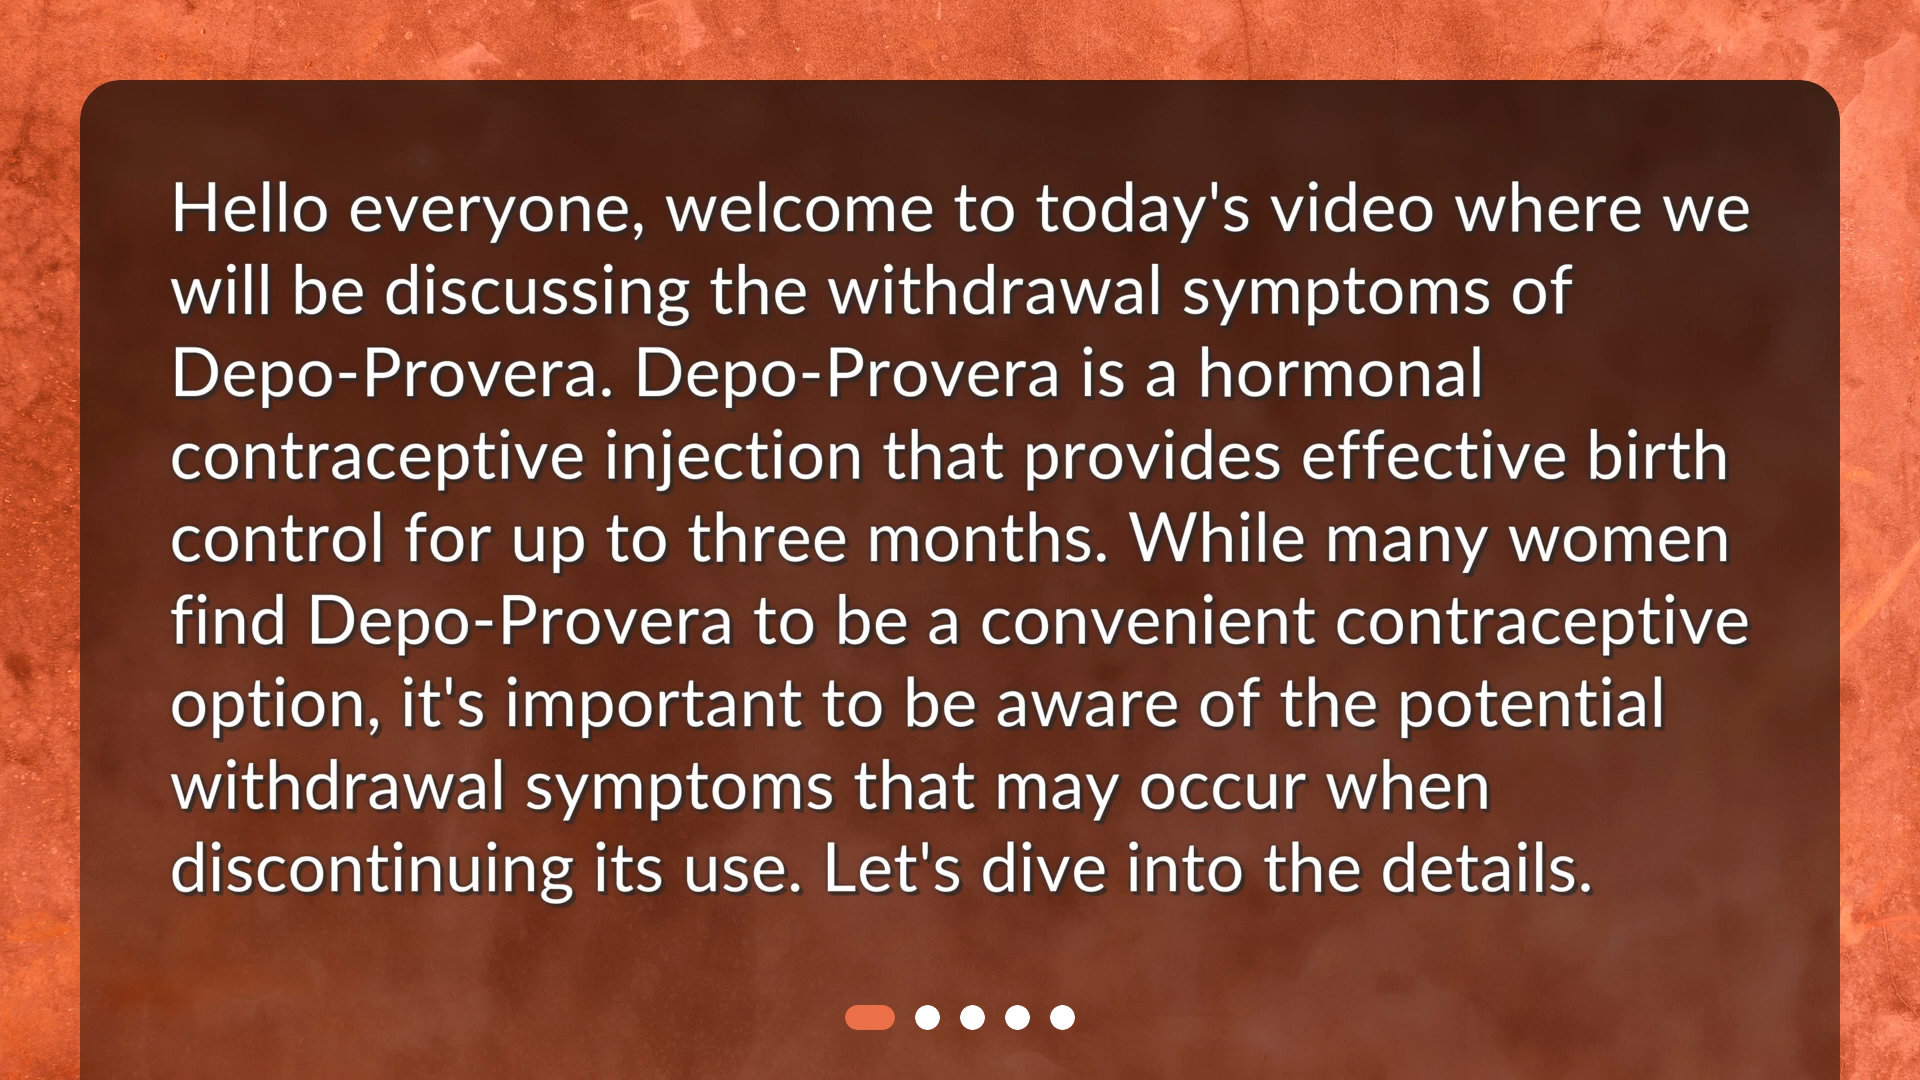 Hello everyone, welcome to today's video where we
will be discussing the withdrawal symptoms of
Depo-Provera. Depo-Provera is a hormonal
contraceptive injection that provides effective birth
control for up to three months. While many women
find Depo-Provera to be a convenient contraceptive
option, it's important to be aware of the potential
withdrawal symptoms that may occur when
discontinuing its use. Let's dive into the details.